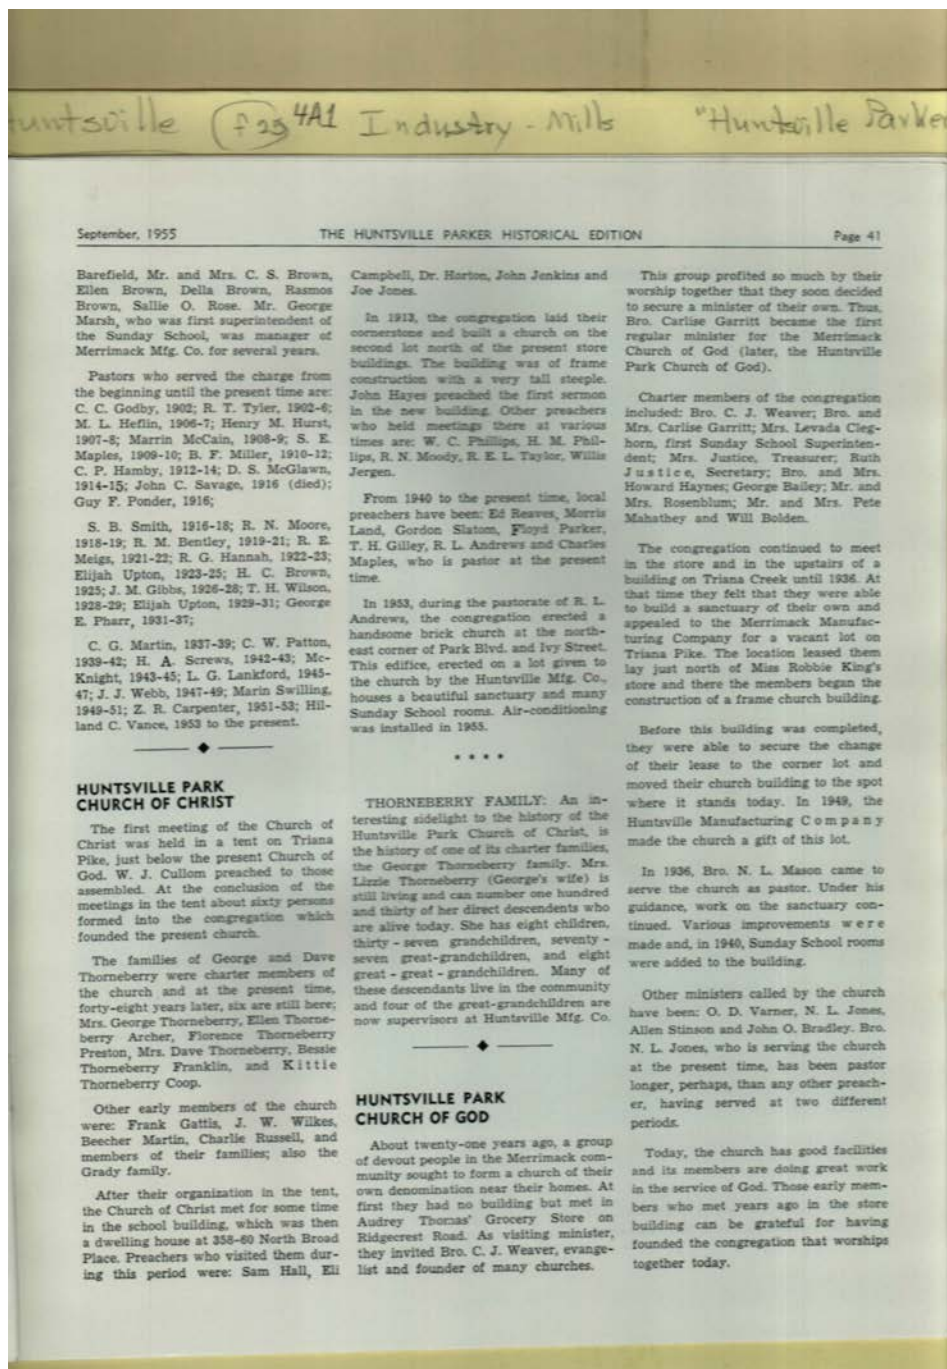 Huntsville f23 4A1 Industry - Mills "Huntsville Parker
September, 1955 THE HUNTSVILLE PARKER HISTORICAL EDITION Page 41
Barefield, Mr. and Mrs. C. S. Brown,
Ellen Brown, Della Brown, Rasmos
Brown, Sallie O. Rose. Mr. George
Marsh, who was first superintendent of
the Sunday School, was manager of
Merrimack Mfg. Co. for several years.
Pastors who served the charge from
the beginning until the present time are:
C. C. Godby, 1902; R. T. Tyler, 1902-6;
M. L. Heflin, 1906-7; Henry M. Hurst,
1907-8; Marrin McCain, 1908-9; S. E.
Maples, 1909-10; B. F. Miller, 1910-12;
C. P. Hamby, 1912-14; D. S. McGlawn,
1914-15; John C. Savage, 1916 (died);
Guy F. Ponder, 1916;
S. B. Smith, 1916-18; R. N. Moore,
1918-19; R. M. Bentley, 1919-21; R. E.
Meigs, 1921-22; R. G. Hannah, 1922-23;
Elijah Upton, 1923-25; H. C. Brown,
1925; J. M. Gibbs, 1926-28; T. H. Wilson,
1928-29; Elijah Upton, 1929-31; George
E. Pharr, 1931-37;
C. G. Martin, 1937-39; C. W. Patton,
1939-42; H. A. Screws, 1942-43; Mc-
Knight, 1943-45; L. G. Lankford, 1945-
47; J. J. Webb, 1947-49; Marin Swilling,
1949-51; Z. R. Carpenter, 1951-53; Hil-
land C. Vance, 1953 to the present.
HUNTSVILLE PARK
CHURCH OF CHRIST
The first meeting of the Church of
Christ was held in a tent on Triana
Pike, just below the present Church of
God. W. J. Cullom preached to those
assembled. At the conclusion of the
meetings in the tent about sixty persons
formed into the congregation which
founded the present church.
The families of George and Dave
Thorneberry were charter members of
the church and at the present time,
forty-eight years later, six are still here;
Mrs. George Thorneberry, Ellen Thorne-
berry Archer, Florence Thorneberry
Preston, Mrs. Dave Thorneberry, Bessie
Thorneberry Franklin, and Kittie
Thorneberry Coop.
Other early members of the church
were: Frank Gattis, J. W. Wilkes,
Beecher Martin, Charlie Russell, and
members of their families; also the
Grady family.
After their organization in the tent,
the Church of Christ met for some time
in the school building, which was then
a dwelling house at 358-60 North Broad
Place. Preachers who visited them dur-
ing this period were: Sam Hall, Eli
Campbell, Dr. Horton, John Jenkins and
Joe Jones.
In 1913, the congregation laid their
cornerstone and built a church on the
second lot north of the present store
buildings. The building was of frame
construction with a very tall steeple.
John Hayes preached the first sermon
in the new building. Other preachers
who held meetings there at various
times are: W. C. Phillips, H. M. Phil-
lips, R. N. Moody, R. E. L. Taylor, Willie
Jergen.
From 1940 to the present time, local
preachers have been: Ed Reaves, Morris
Land, Gordon Slatom, Floyd Parker,
T. H. Gilley, R. L. Andrews and Charles
Maples, who is pastor at the present
time.
In 1953, during the pastorate of R. L.
Andrews, the congregation erected a
handsome brick church at the north-
east corner of Park Blvd. and Ivy Street.
This edifice, erected on a lot given to
the church by the Huntsville Mfg. Co.,
houses a beautiful sanctuary and many
Sunday School rooms. Air-conditioning
was installed in 1955.
* * * *
THORNEBERRY FAMILY: An in-
teresting sidelight to the history of the
Huntsville Park Church of Christ, is
the history of one of its charter families,
the George Thorneberry family. Mrs.
Lizzie Thorneberry (George's wife) is
still living and can number one hundred
and thirty of her direct descendents who
are alive today. She has eight children,
thirty - seven grandchildren, seventy -
seven great-grandchildren, and eight
great - great - grandchildren. Many of
these descendants live in the community
and four of the great-grandchildren are
now supervisors at Huntsville Mfg. Co.
HUNTSVILLE PARK
CHURCH OF GOD
About twenty-one years ago, a group
of devout people in the Merrimack com-
munity sought to form a church of their
own denomination near their homes. At
first they had no building but met in
Audrey Thomas' Grocery Store on
Ridgecrest Road. As visiting minister,
they invited Bro. C. J. Weaver, evange-
list and founder of many churches.
This group profited so much by their
worship together that they soon decided
to secure a minister of their own. Thus,
Bro. Carlise Garritt became the first
regular minister for the Merrimack
Church of God (later, the Huntsville
Park Church of God).
Charter members of the congregation
included: Bro. C. J. Weaver; Bro. and
Mrs. Carlise Garritt; Mrs. Levada Cleg-
horn, first Sunday School Superinten-
dent; Mrs. Justice, Treasurer; Ruth
Justice, Secretary; Bro. and Mrs.
Howard Haynes; George Bailey; Mr. and
Mrs. Rosenblum; Mr. and Mrs. Pete
Mahathey and Will Bolden.
The congregation continued to meet
in the store and in the upstairs of a
building on Triana Creek until 1936. At
that time they felt that they were able
to build a sanctuary of their own and
appealed to the Merrimack Manufac-
turing Company for a vacant lot on
Triana Pike. The location leased them
lay just north of Miss Robbie King's
store and there the members began the
construction of a frame church building.
Before this building was completed,
they were able to secure the change
of their lease to the corner lot and
moved their church building to the spot
where it stands today. In 1949, the
Huntsville Manufacturing Company
made the church a gift of this lot.
In 1936, Bro. N. L. Mason came to
serve the church as pastor. Under his
guidance, work on the sanctuary con-
tinued. Various improvements were
made and, in 1940, Sunday School rooms
were added to the building.
Other ministers called by the church
have been: O. D. Varner, N. L. Jones,
Allen Stinson and John O. Bradley. Bro.
N. L. Jones, who is serving the church
at the present time, has been pastor
longer, perhaps, than any other preach-
er, having served at two different
periods.
Today, the church has good facilities
and its members are doing great work
in the service of God. Those early mem-
bers who met years ago in the store
building can be grateful for having
founded the congregation that worships
together today.